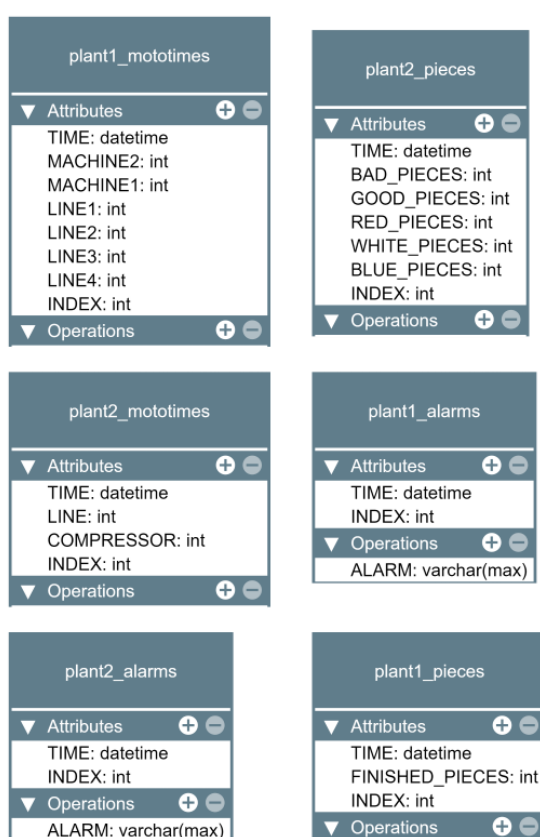 plant1_mototimes
Attributes
TIME: datetime
MACHINE2: int
MACHINE1: int
LINE1: int
LINE2: int
LINE3: int
LINE4: int
INDEX: int
Operations
plant2_pieces
Attributes
TIME: datetime
BAD_PIECES: int
GOOD_PIECES: int
RED_PIECES: int
WHITE_PIECES: int
BLUE_PIECES: int
INDEX: int
Operations
plant2_mototimes
Attributes
TIME: datetime
LINE: int
COMPRESSOR: int
INDEX: int
Operations
plant1_alarms
Attributes
TIME: datetime
INDEX: int
Operations
ALARM: varchar(max)
plant2_alarms
Attributes
TIME: datetime
INDEX: int
Operations
ALARM: varchar(max)
plant1_pieces
Attributes
TIME: datetime
FINISHED_PIECES: int
INDEX: int
Operations